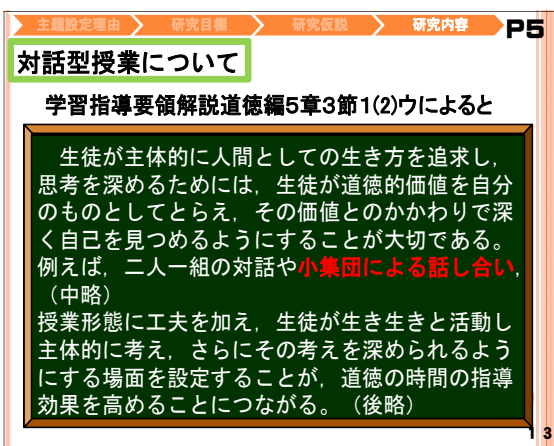 主題設定理由 研究目標 研究仮説 研究内容 P5
対話型授業について
学習指導要領解説道徳編5章3節1(2)ウによると
生徒が主体的に人間としての生き方を追求し，
思考を深めるためには，生徒が道徳的価値を自分
のものとしてとらえ，その価値とのかかわりで深
く自己を見つめるようにすることが大切である。
例えば，二人一組の対話や小集団による話し合い，
（中略）
授業形態に工夫を加え，生徒が生き生きと活動し
主体的に考え，さらにその考えを深められるよう
にする場面を設定することが，道徳の時間の指導
効果を高めることにつながる。（後略）
13